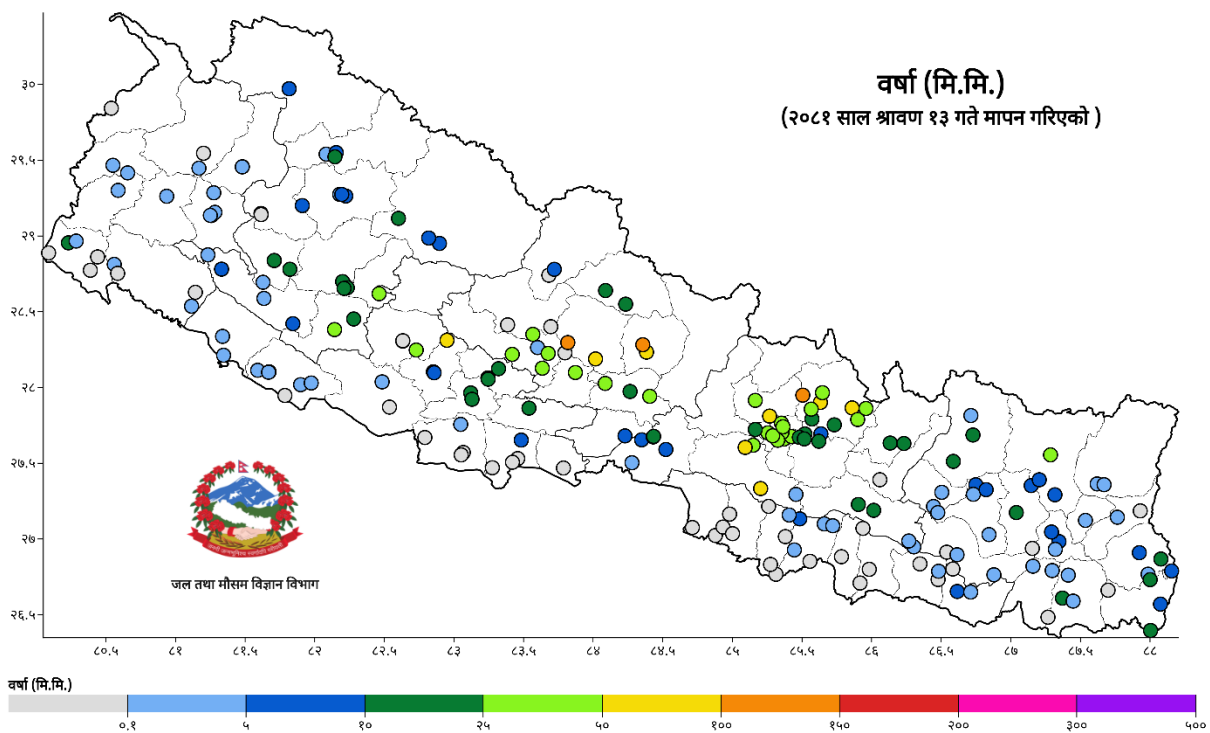 वर्षा (मि.मि.)
(२०८१ साल श्रावण १३ गते मापन गरिएको )
३०
२९.५
२९
२८.५
२८
२७.५
२७
२६.५
जल तथा मौसम विज्ञान विभाग
८०.५ ८१ ८१.५ ८२ ८२.५ ८३ ८३.५ ८४ ८४.५ ८५ ८५.५ ८६ ८६.५ ८७ ८७.५ ८८
वर्षा (मि.मि.)
०.१ ५ १० २५ ५० १०० १५० २०० ३०० ५००